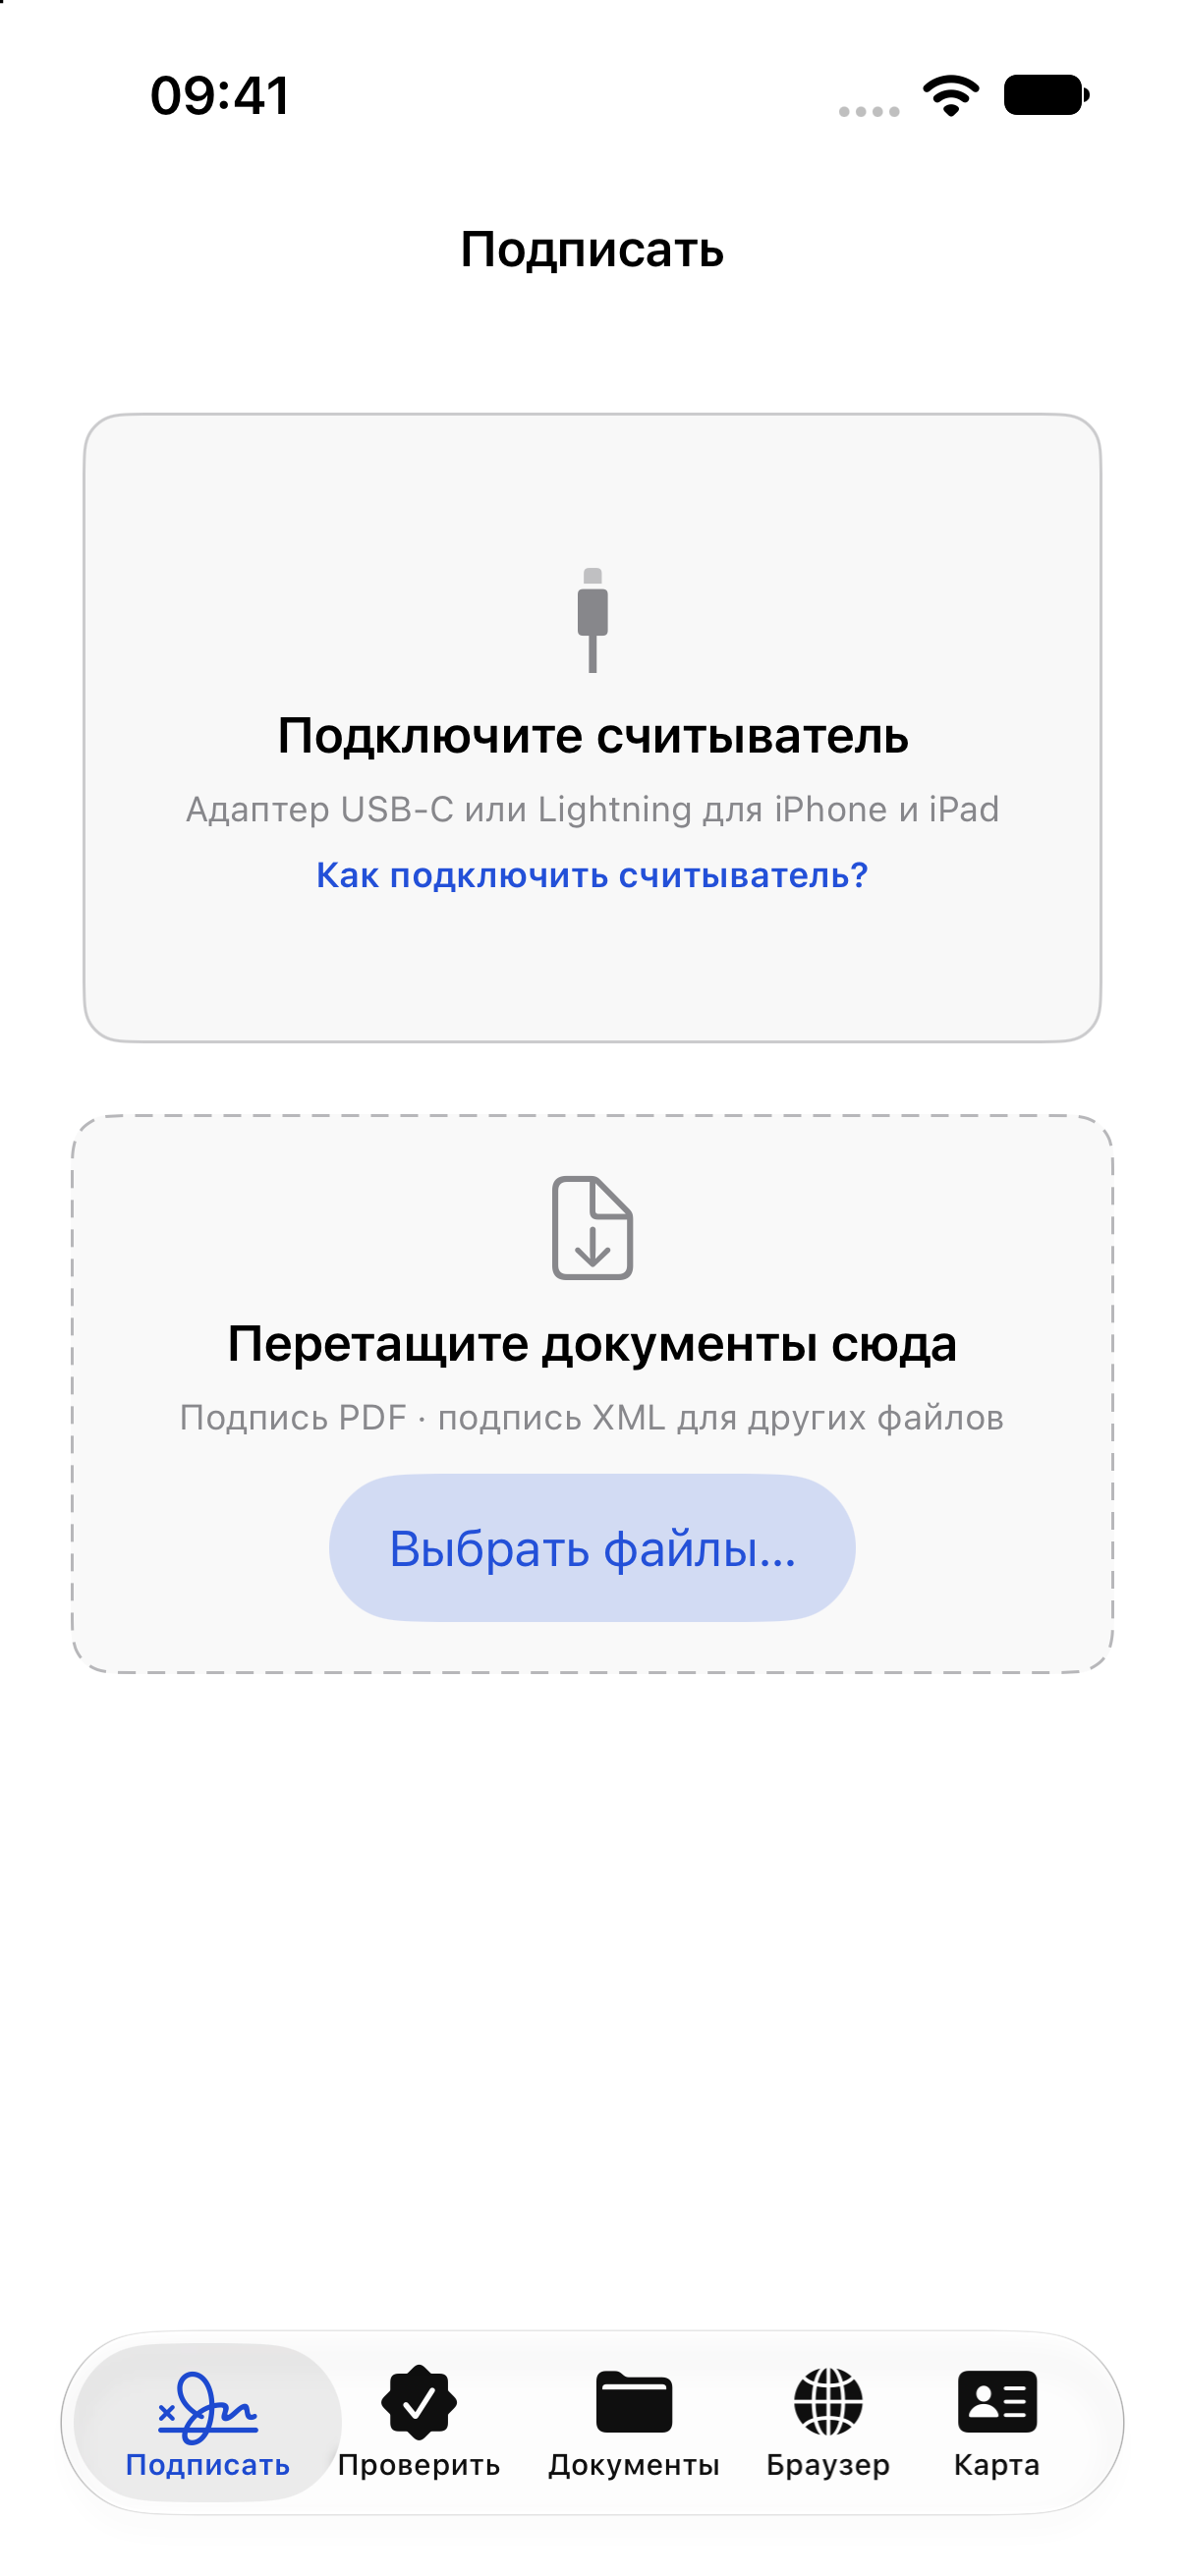 09:41
Подписать
Подключите считыватель
Адаптер USB-C или Lightning для iPhone и iPad
Как подключить считыватель?
Перетащите документы сюда
Подпись PDF · подпись XML для других файлов
Выбрать файлы...
Подписать
Проверить
Документы
Браузер
Карта